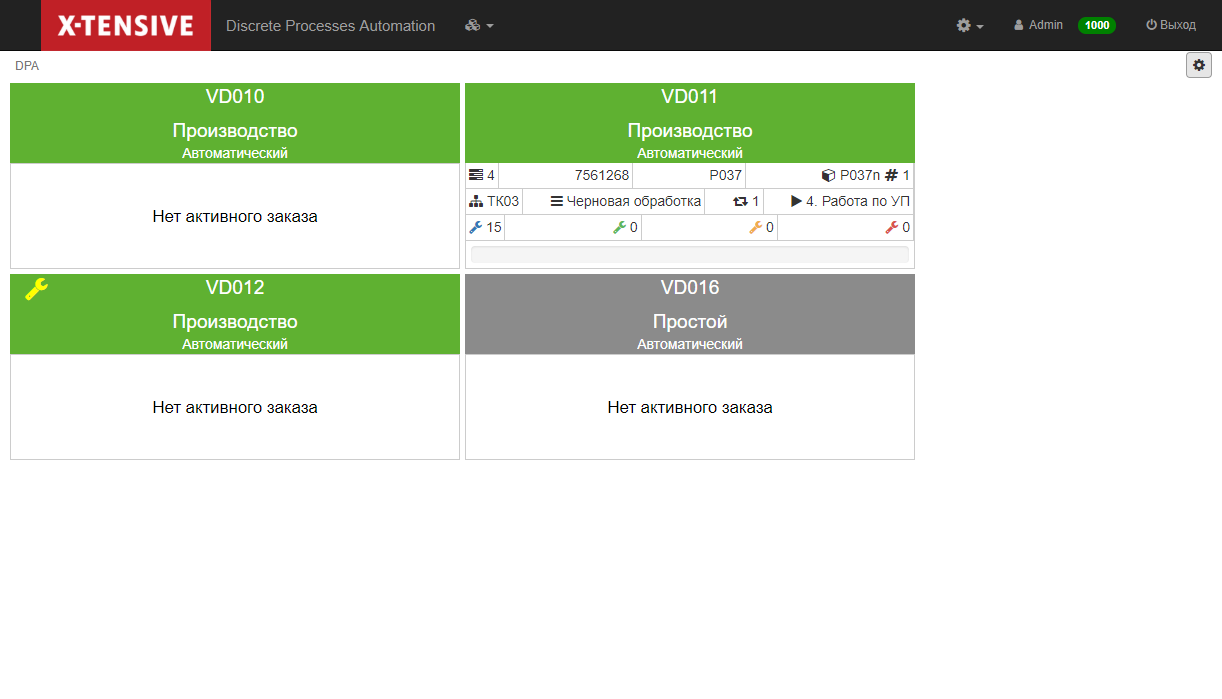 X-TENSIVE Discrete Processes Automation Admin 1000 Выход
DPA
VD010
Производство
Автоматический
Нет активного заказа
VD011
Производство
Автоматический
4 7561268 P037 P037n # 1
ТК03 Черновая обработка 1 4. Работа по УП
15 0 0 0
VD012
Производство
Автоматический
Нет активного заказа
VD016
Простой
Автоматический
Нет активного заказа